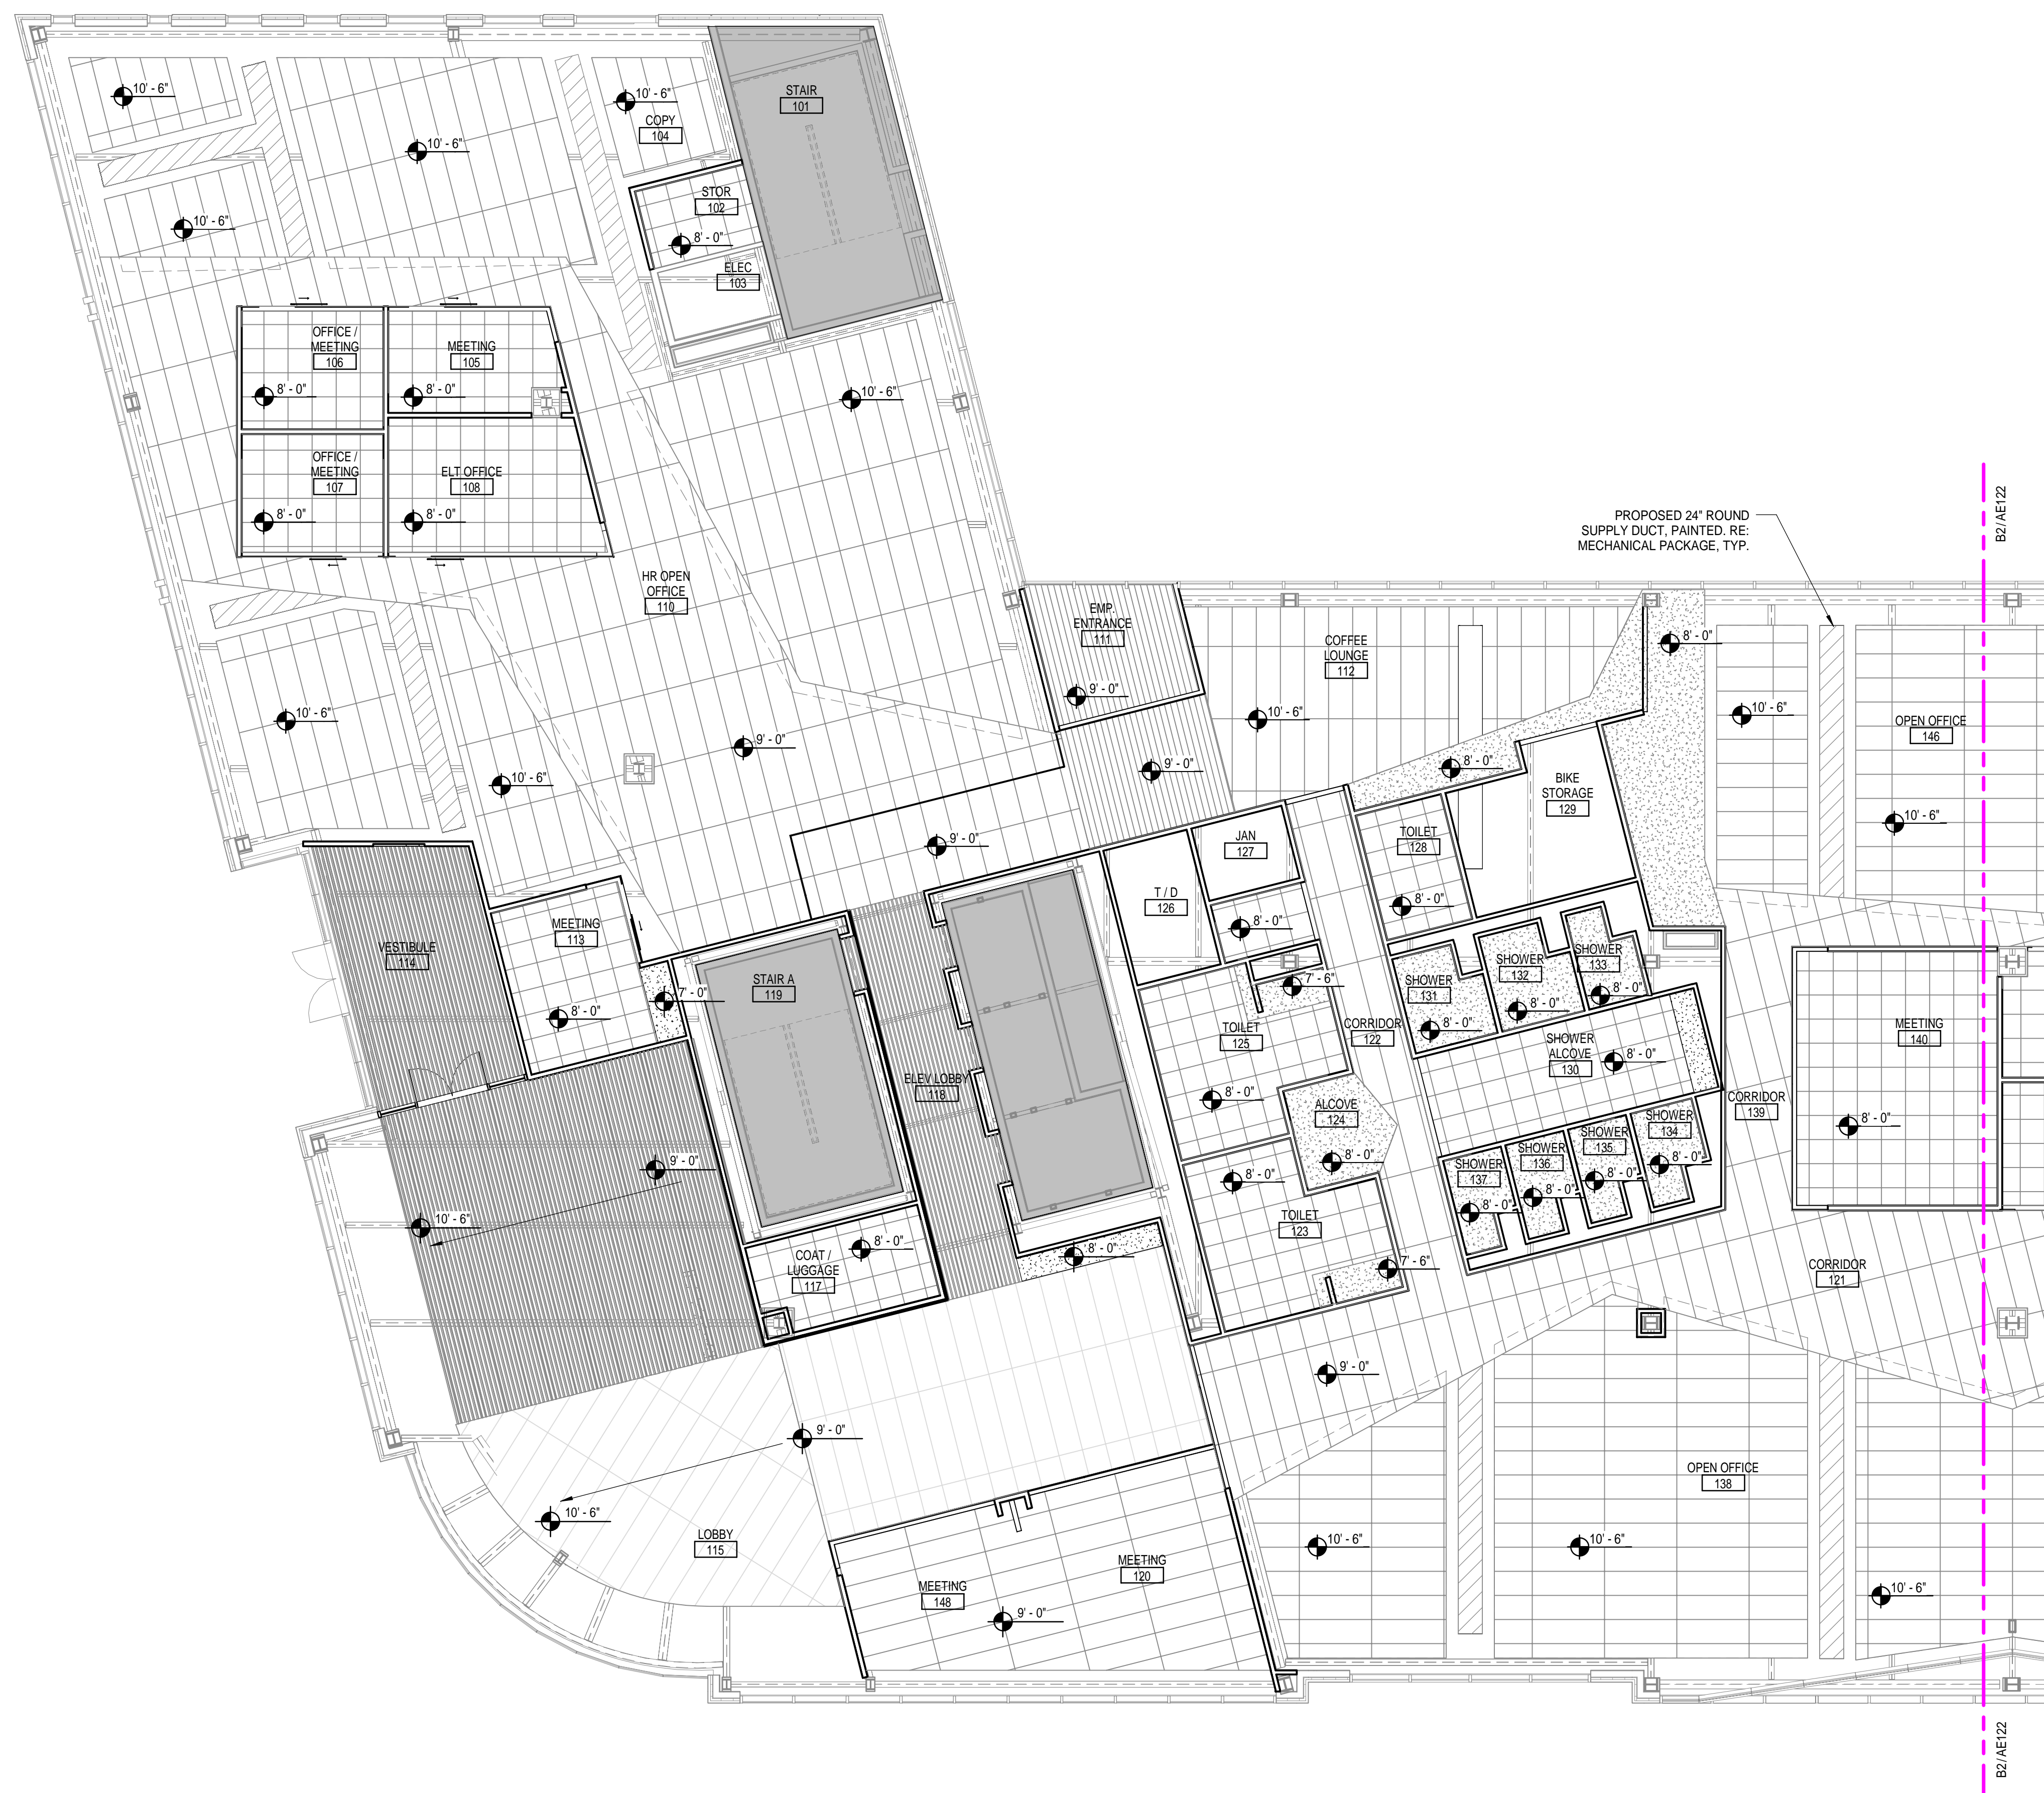 10' - 6"
10' - 6"
10' - 6"
COPY
104
STAIR
101
10' - 6"
STOR
102
8' - 0"
ELEC
103
OFFICE /
MEETING
106
8' - 0"
MEETING
105
8' - 0"
10' - 6"
OFFICE /
MEETING
107
8' - 0"
ELT OFFICE
108
8' - 0"
HR OPEN
OFFICE
110
PROPOSED 24" ROUND
SUPPLY DUCT, PAINTED. RE:
MECHANICAL PACKAGE, TYP.
B2 / AE122
EMP.
ENTRANCE
111
9' - 0"
COFFEE
LOUNGE
112
10' - 6"
8' - 0"
10' - 6"
OPEN OFFICE
146
10' - 6"
10' - 6"
9' - 0"
10' - 6"
9' - 0"
8' - 0"
BIKE
STORAGE
129
9' - 0"
JAN
127
TOILET
128
8' - 0"
T / D
126
8' - 0"
VESTIBULE
114
MEETING
113
8' - 0"
7' - 0"
STAIR A
119
7' - 6"
SHOWER
131
8' - 0"
SHOWER
132
8' - 0"
SHOWER
133
8' - 0"
TOILET
125
8' - 0"
CORRIDOR
122
SHOWER
ALCOVE
130
8' - 0"
MEETING
140
8' - 0"
ELEV LOBBY
118
ALCOVE
124
8' - 0"
CORRIDOR
139
SHOWER
134
8' - 0"
SHOWER
135
8' - 0"
SHOWER
136
8' - 0"
SHOWER
137
8' - 0"
9' - 0"
10' - 6"
8' - 0"
TOILET
123
7' - 6"
COAT /
LUGGAGE
117
8' - 0"
8' - 0"
CORRIDOR
121
9' - 0"
9' - 0"
10' - 6"
LOBBY
115
OPEN OFFICE
138
10' - 6"
10' - 6"
10' - 6"
MEETING
120
MEETING
148
9' - 0"
B2 / AE122